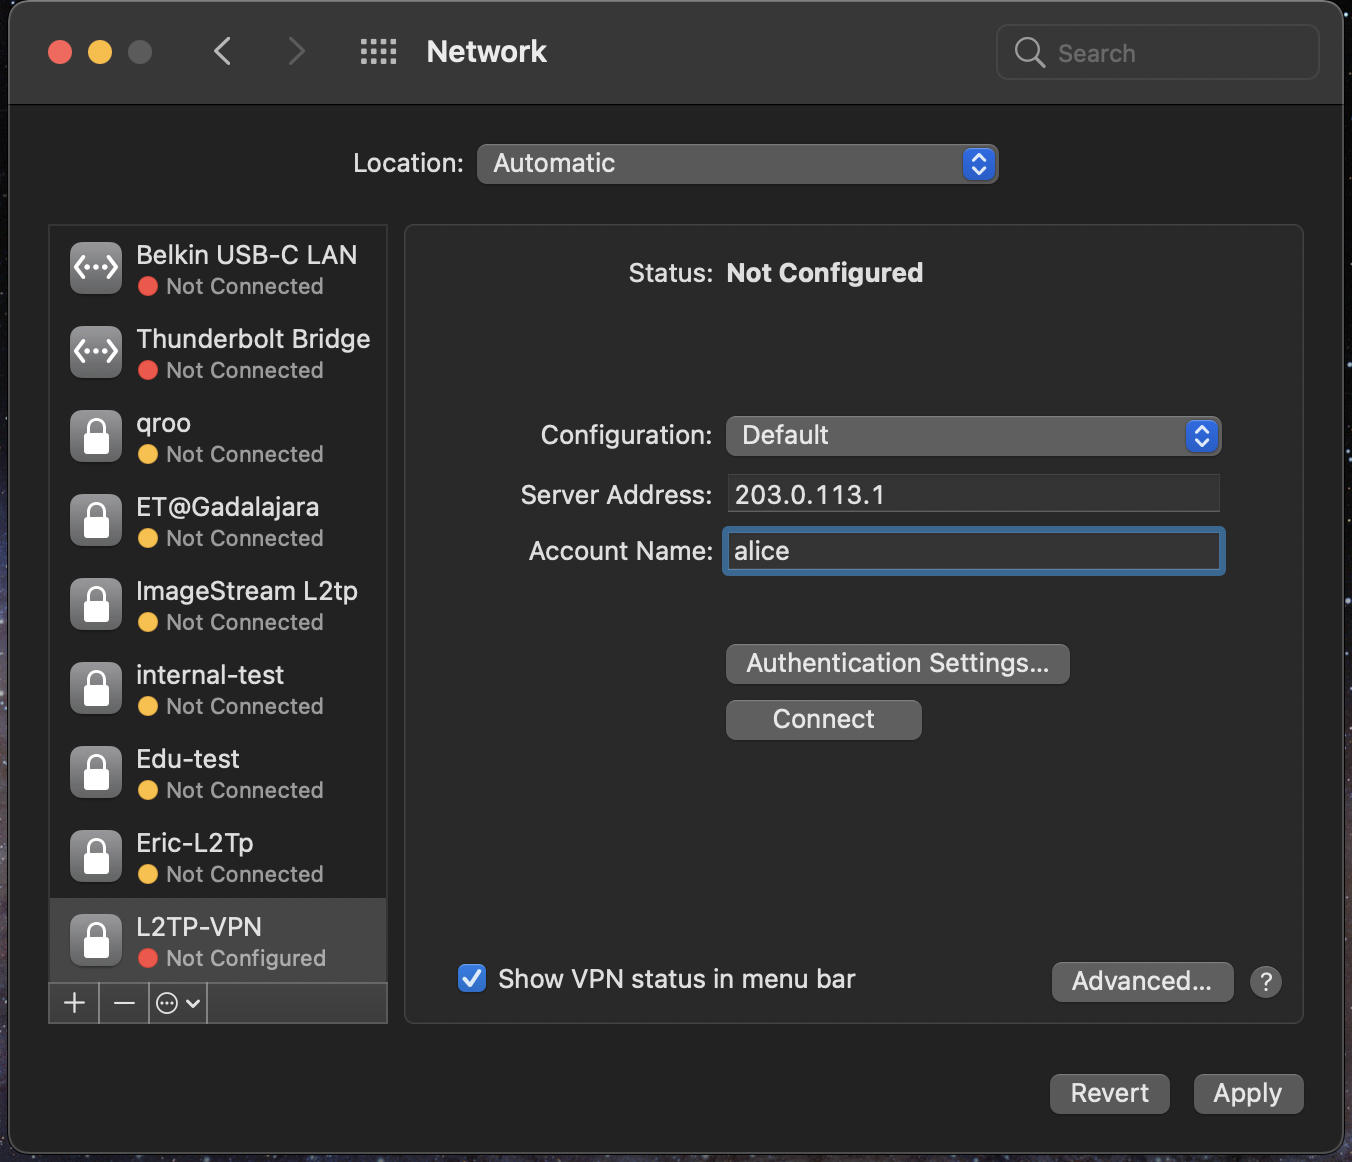 Network
Search
Location: Automatic
Belkin USB-C LAN
Not Connected
Thunderbolt Bridge
Not Connected
qroo
Not Connected
ET@Gadalajara
Not Connected
ImageStream L2tp
Not Connected
internal-test
Not Connected
Edu-test
Not Connected
Eric-L2Tp
Not Connected
L2TP-VPN
Not Configured
Status: Not Configured
Configuration: Default
Server Address: 203.0.113.1
Account Name: alice
Authentication Settings...
Connect
Show VPN status in menu bar
Advanced... ?
Revert Apply